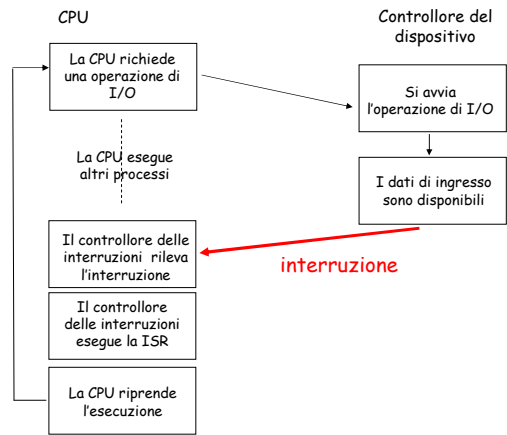 CPU
Controllore del
dispositivo
La CPU richiede
una operazione di
I/O
Si avvia
l'operazione di I/O
La CPU esegue
altri processi
I dati di ingresso
sono disponibili
Il controllore delle
interruzioni rileva
l'interruzione
interruzione
Il controllore
delle interruzioni
esegue la ISR
La CPU riprende
l'esecuzione